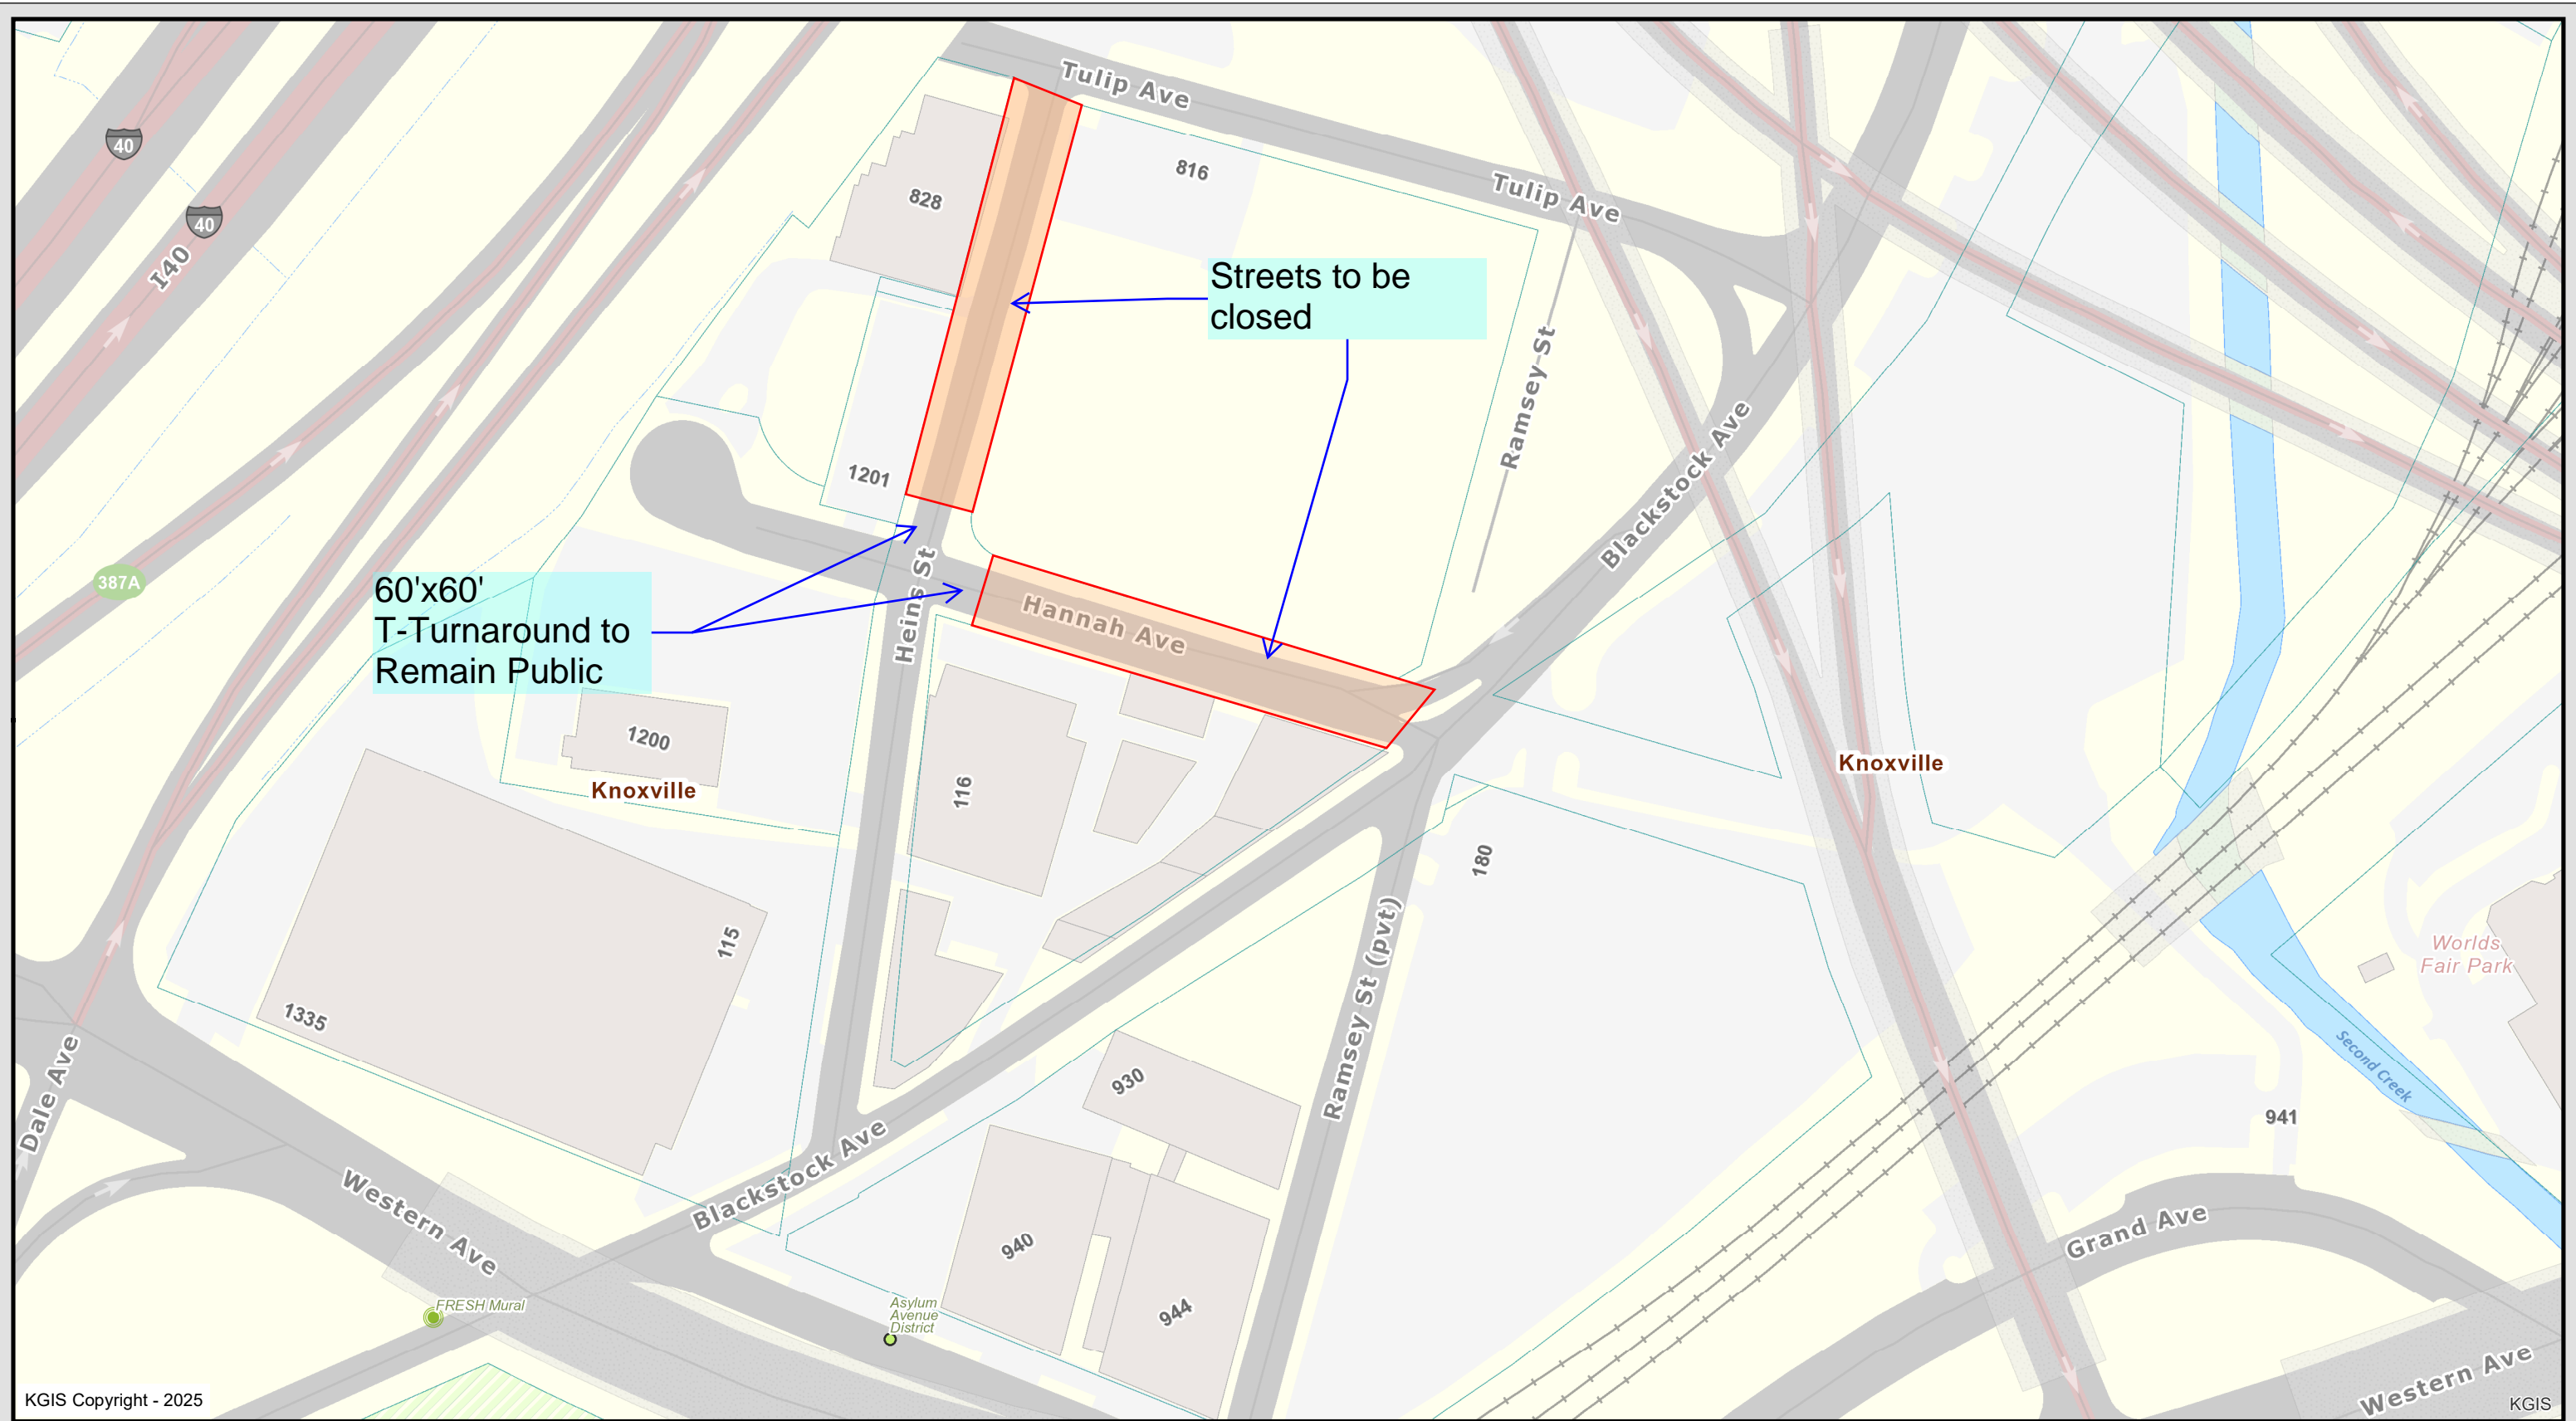 Tulip Ave
40
816
Tulip Ave
828
40
I40
Streets to be
closed
Ramsey St
Blackstock Ave
1201
387A
60'x60'
T-Turnaround to
Remain Public
Heins St
Hannah Ave
1200
Knoxville
Knoxville
116
180
115
Worlds
Fair Park
1335
Ramsey St (pvt)
Dale Ave
930
Second Creek
941
Blackstock Ave
Western Ave
940
Grand Ave
FRESH Mural
Asylum
Avenue
District
944
Western Ave
KGIS Copyright - 2025
KGIS